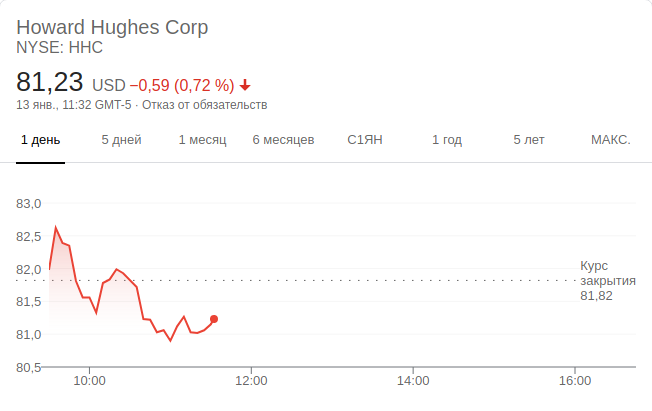 Howard Hughes Corp
NYSE: HHC
81,23 USD −0,59 (0,72 %)
13 янв., 11:32 GMT-5 · Отказ от обязательств
1 день 5 дней 1 месяц 6 месяцев С1ЯН 1 год 5 лет МАКС.
83,0
82,5
82,0
81,5
81,0
80,5
Курс
закрытия
81,82
10:00 12:00 14:00 16:00